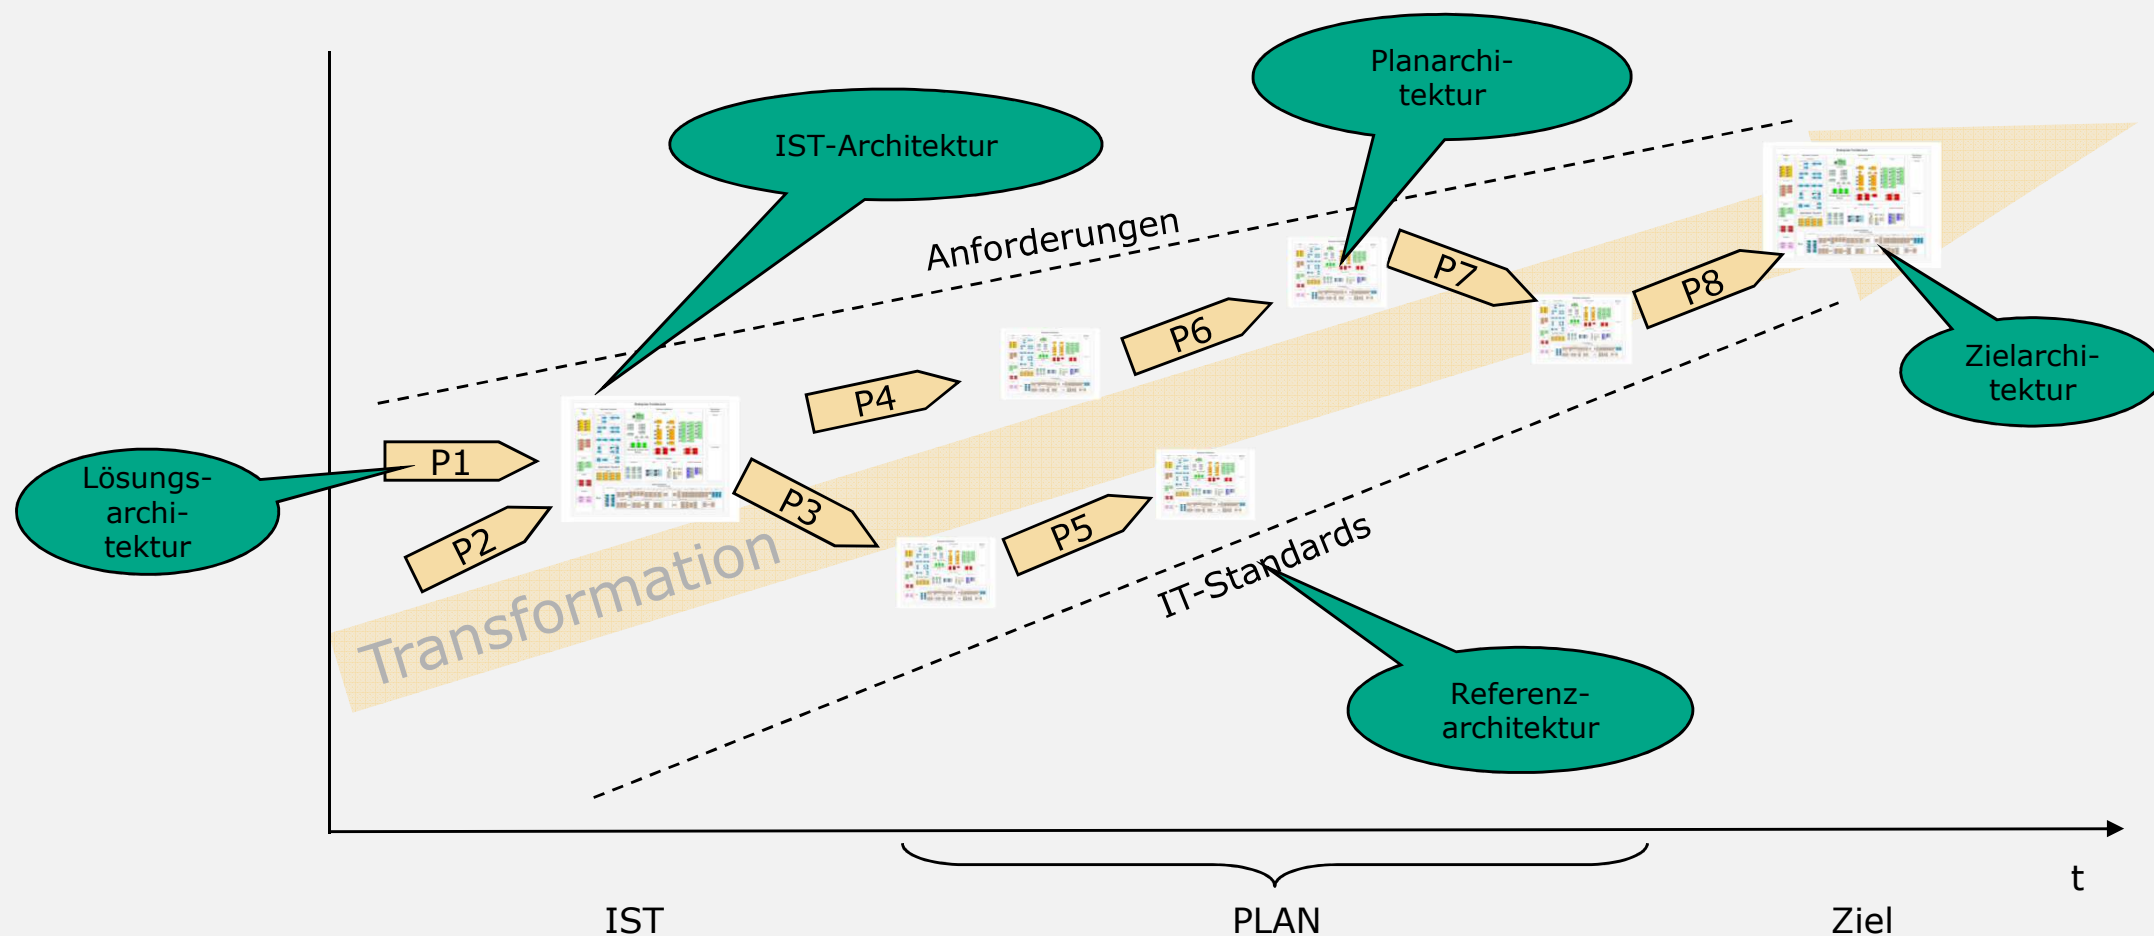 Planarchi-
tektur
IST-Architektur
Anforderungen
P7
P8
P6
Zielarchi-
tektur
P4
P1
Lösungs-
archi-
tektur
P3
P2
P5
Transformation
IT-Standards
Referenz-
architektur
t
IST
PLAN
Ziel